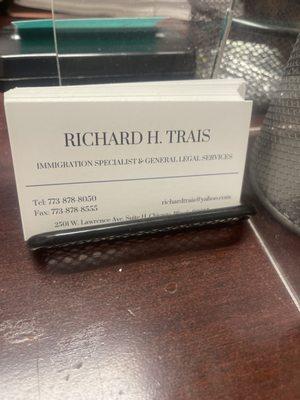 RICHARD H. TRAIS
IMMIGRATION SPECIALIST & GENERAL LEGAL SERVICES
Tel: 773-878-8050
richardtrais@yahoo.com
Fax: 773-878-8555
2501 W. Lawrence Ave. Suite